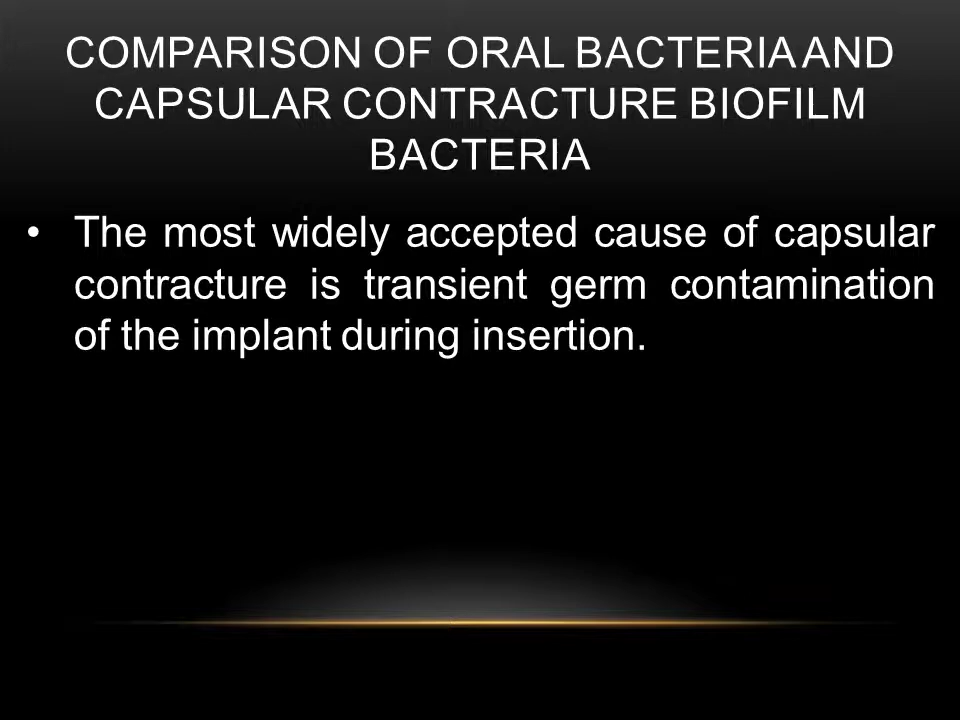 COMPARISON OF ORAL BACTERIA AND
CAPSULAR CONTRACTURE BIOFILM
BACTERIA
• The most widely accepted cause of capsular
contracture is transient germ contamination
of the implant during insertion.